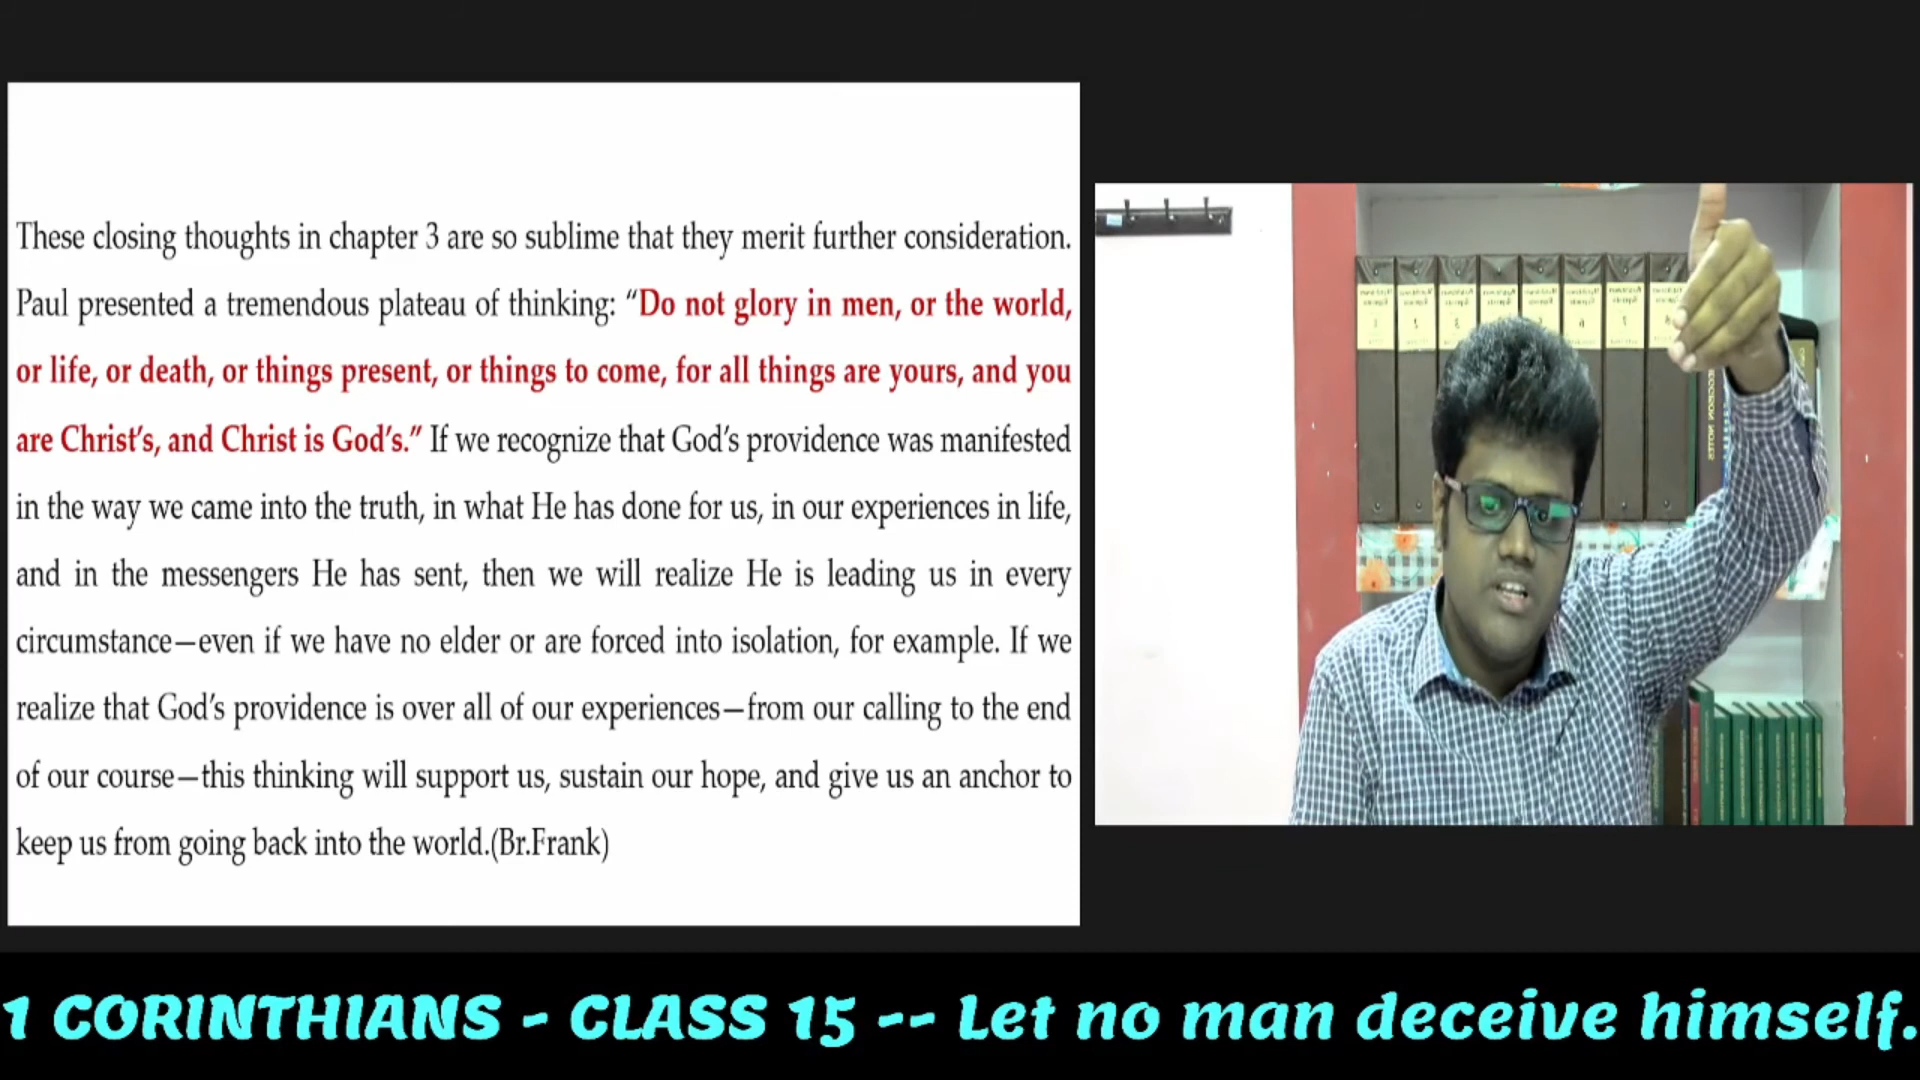 These closing thoughts in chapter 3 are so sublime that they merit further consideration.
Paul presented a tremendous plateau of thinking: “Do not glory in men, or the world,
or life, or death, or things present, or things to come, for all things are yours, and you
are Christ’s, and Christ is God’s.” If we recognize that God’s providence was manifested
in the way we came into the truth, in what He has done for us, in our experiences in life,
and in the messengers He has sent, then we will realize He is leading us in every
circumstance—even if we have no elder or are forced into isolation, for example. If we
realize that God’s providence is over all of our experiences—from our calling to the end
of our course—this thinking will support us, sustain our hope, and give us an anchor to
keep us from going back into the world.(Br.Frank)
1 CORINTHIANS - CLASS 15 -- Let no man deceive himself.